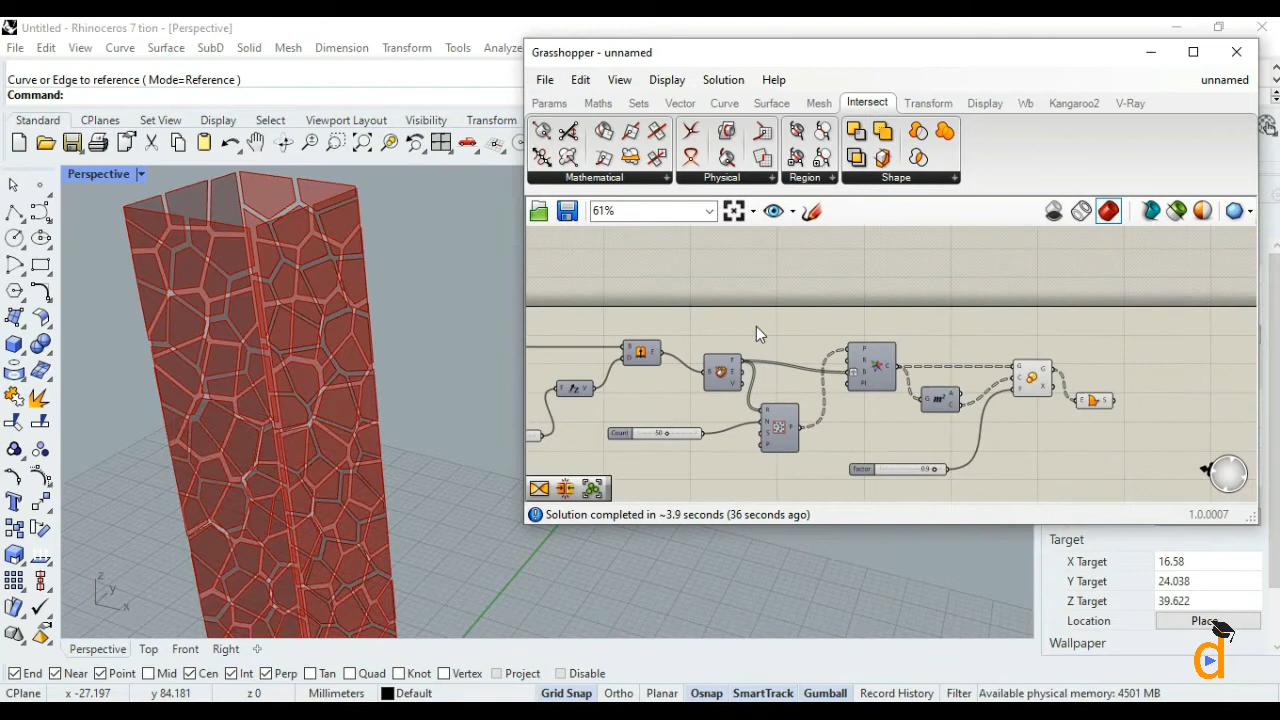 Untitled - Rhinoceros 7 tion - [Perspective]
File Edit View Curve Surface SubD Solid Mesh Dimension Transform Tools Analyze
Curve or Edge to reference ( Mode=Reference )
Command:
Standard CPlanes Set View Display Select Viewport Layout Visibility Transform
Perspective
Grasshopper - unnamed
File Edit View Display Solution Help unnamed
Params Maths Sets Vector Curve Surface Mesh Intersect Transform Display Wb Kangaroo2 V-Ray
Mathematical Physical Region Shape
61%
B D E
F V
B F E V
Count 50
R N S P P
P B B Pl C
G A C
G C F G X
E S
Factor 0.9
Solution completed in ~3.9 seconds (36 seconds ago) 1.0.0007
Target
X Target 16.58
Y Target 24.038
Z Target 39.622
Location Place
Wallpaper
z y x
Perspective Top Front Right
End Near Point Mid Cen Int Perp Tan Quad Knot Vertex Project Disable
CPlane x -27.197 y 84.181 z 0 Millimeters Default Grid Snap Ortho Planar Osnap SmartTrack Gumball Record History Filter Available physical memory: 4501 MB
d